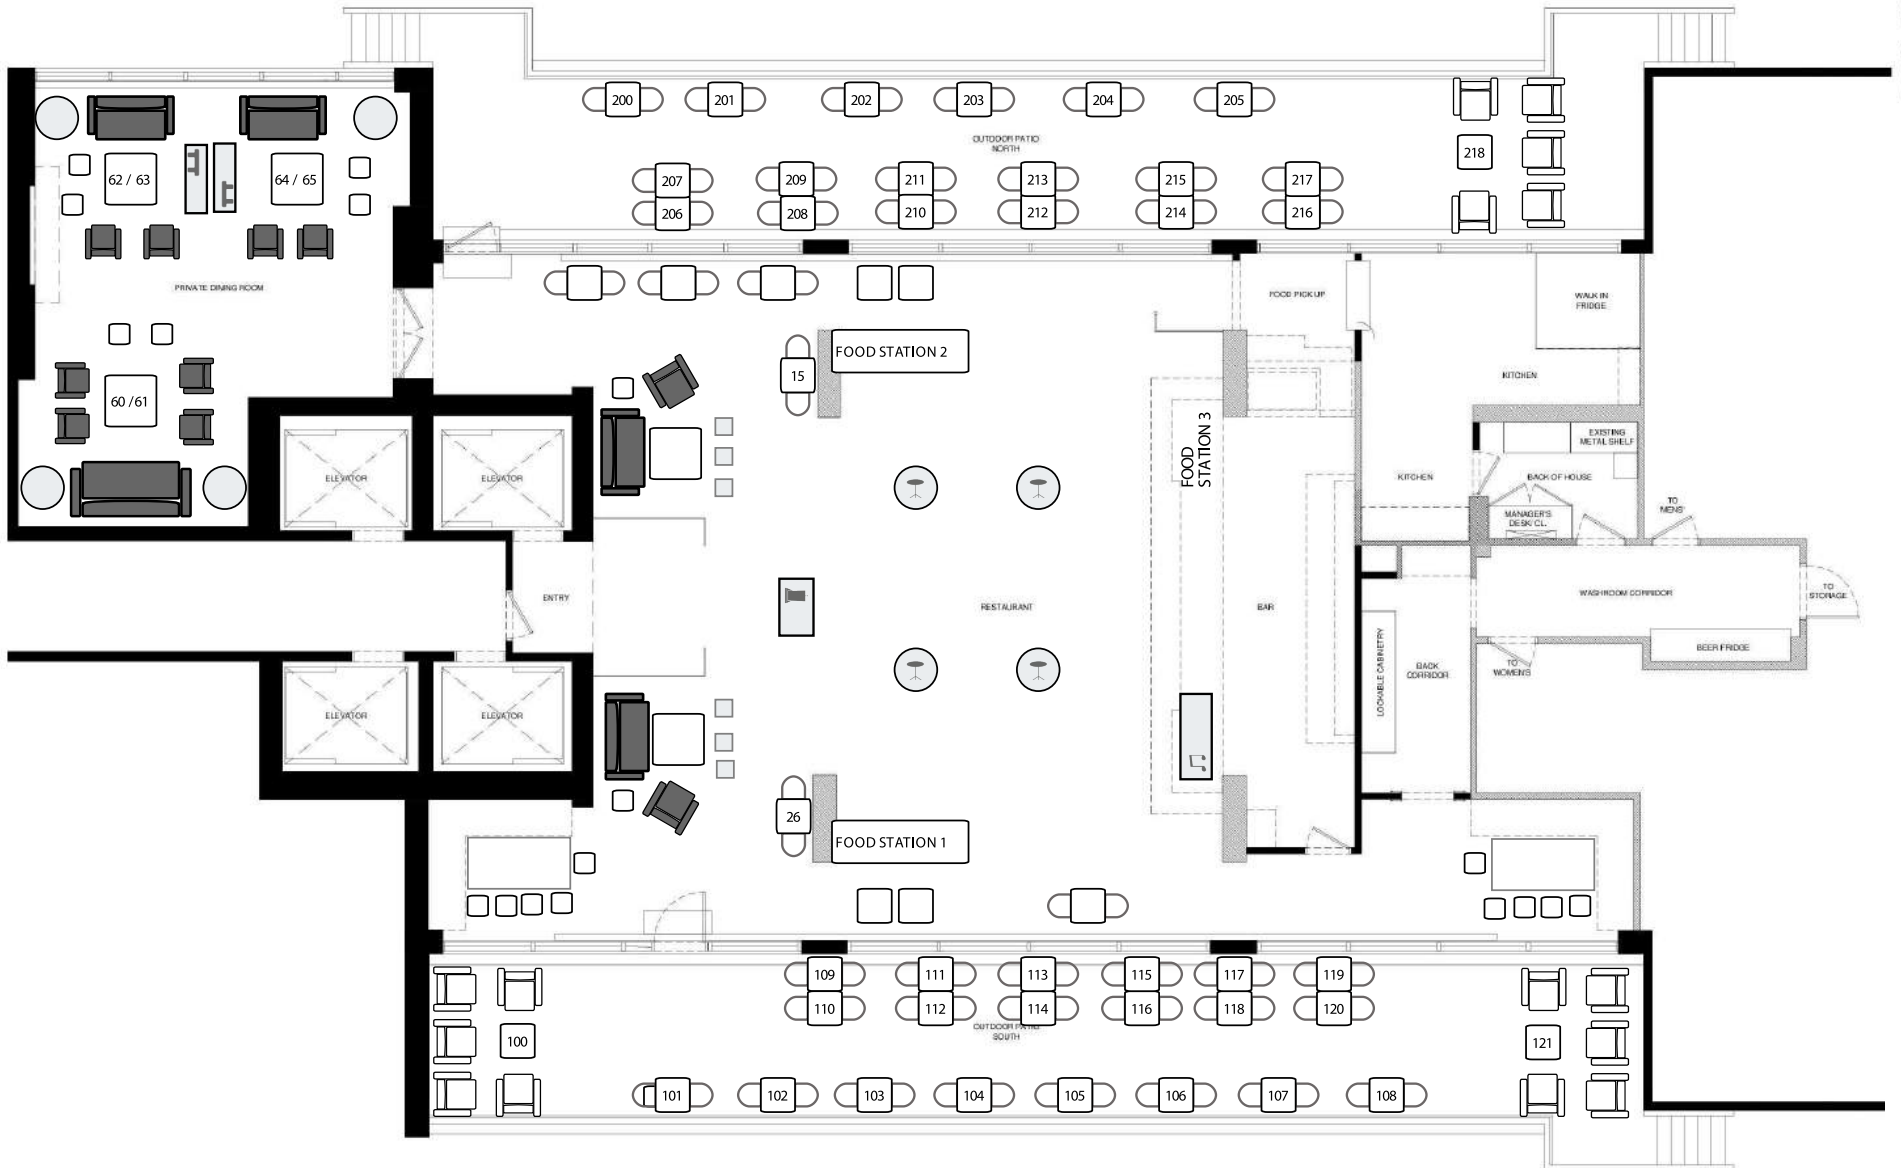 200
201
202
203
204
205
OUTDOOR PATIO
NORTH
218
62 / 63
64 / 65
207
209
211
213
215
217
206
208
210
212
214
216
PRIVATE DINING ROOM
FOOD PICK UP
WALK IN
FRIDGE
FOOD STATION 2
15
KITCHEN
60 /61
FOOD
STATION 3
EXISTING
METAL SHELF
ELEVATOR
ELEVATOR
KITCHEN
BACK OF HOUSE
MANAGER'S
DESK/CL.
TO
MENS'
ENTRY
RESTAURANT
BAR
WASHROOM CORRIDOR
TO
STORAGE
LOCKABLE CABINETRY
BACK
CORRIDOR
TO
WOMEN'S
BEER FRIDGE
ELEVATOR
ELEVATOR
26
FOOD STATION 1
109
111
113
115
117
119
110
112
114
116
118
120
OUTDOOR PATIO
SOUTH
100
121
101
102
103
104
105
106
107
108